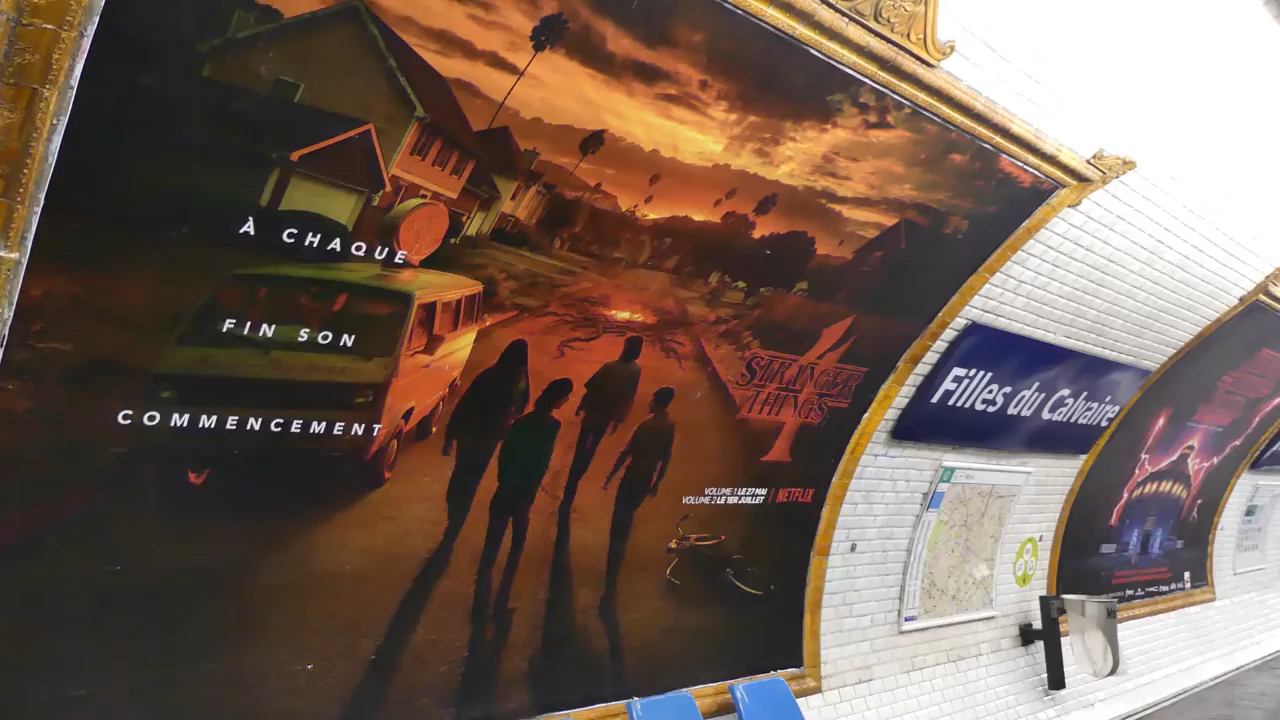 À CHAQUE
FIN SON
COMMENCEMENT
STRANGER
THINGS
4
VOLUME 1 LE 27 MAI
VOLUME 2 LE 1ER JUILLET
NETFLIX
Filles du Calvaire